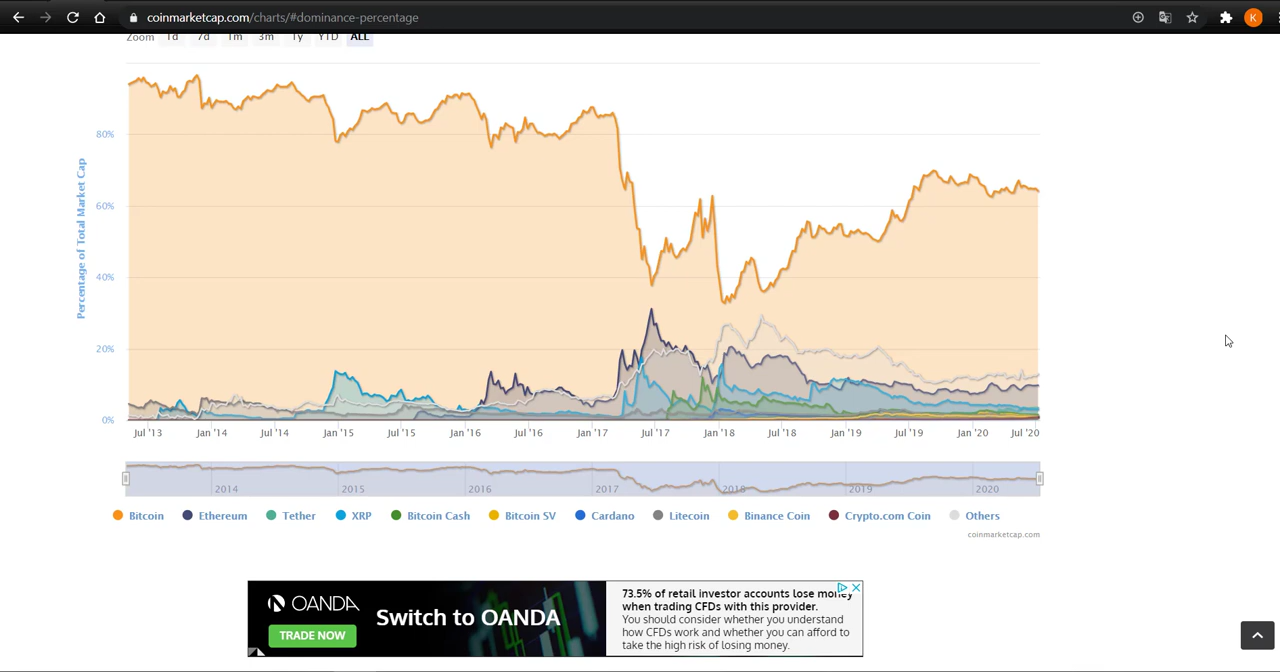 coinmarketcap.com/charts/#dominance-percentage
K
Zoom 1d 7d 1m 3m 1y YTD ALL
Percentage of Total Market Cap
80%
60%
40%
20%
0%
Jul '13 Jan '14 Jul '14 Jan '15 Jul '15 Jan '16 Jul '16 Jan '17 Jul '17 Jan '18 Jul '18 Jan '19 Jul '19 Jan '20 Jul '20
2014 2015 2016 2017 2018 2019 2020
Bitcoin Ethereum Tether XRP Bitcoin Cash Bitcoin SV Cardano Litecoin Binance Coin Crypto.com Coin Others
coinmarketcap.com
OANDA
TRADE NOW
Switch to OANDA
73.5% of retail investor accounts lose money
when trading CFDs with this provider.
You should consider whether you understand
how CFDs work and whether you can afford to
take the high risk of losing money.